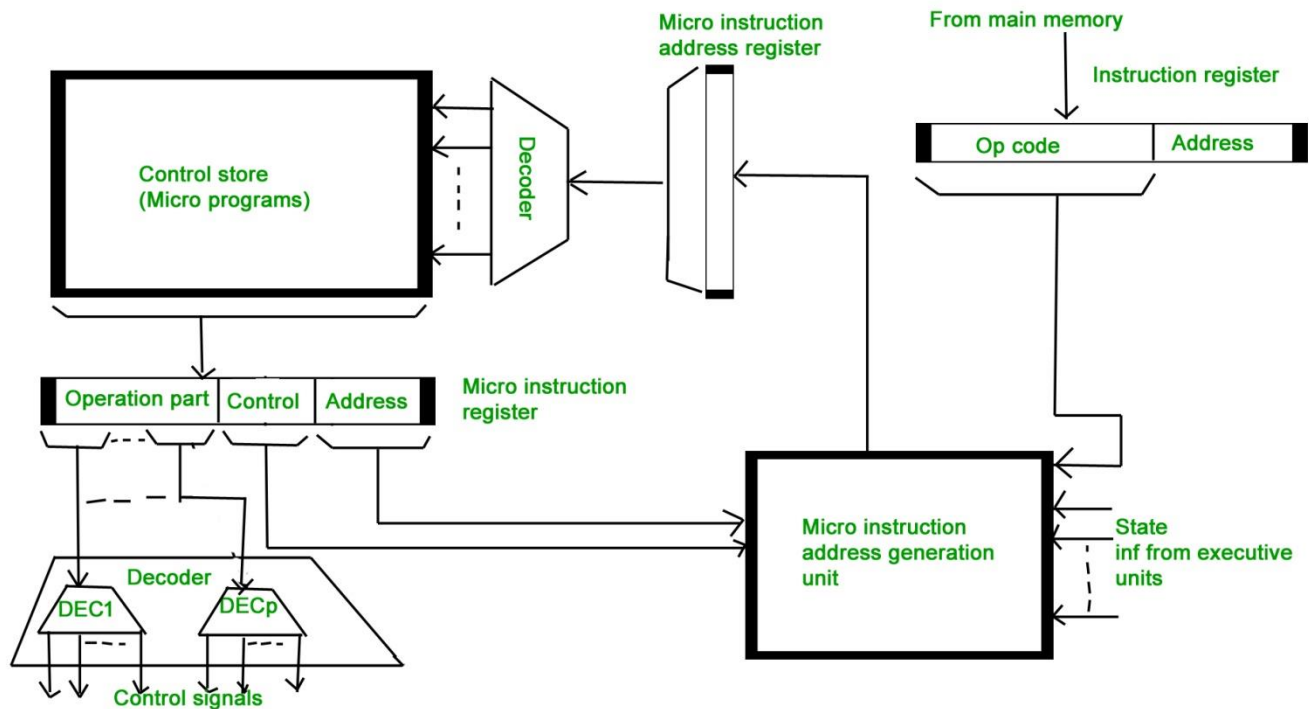 Micro instruction
address register
From main memory
Instruction register
Op code
Address
Control store
(Micro programs)
Decoder
Operation part
Control
Address
Micro instruction
register
Micro instruction
address generation
unit
State
inf from executive
units
Decoder
DEC1
DECp
Control signals